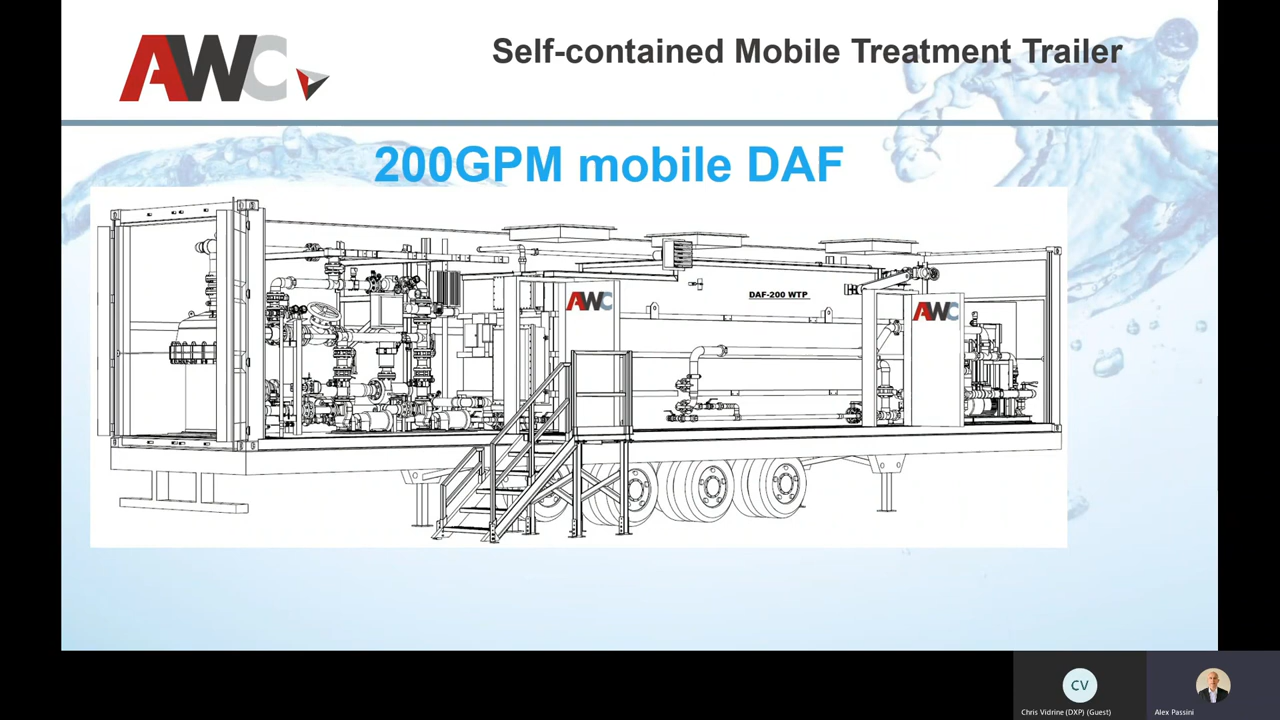 AWC
Self-contained Mobile Treatment Trailer
200GPM mobile DAF
AWC
DAF-200 WTP
AWC
CV
Chris Vidrine (DXP) (Guest)
Alex Passini